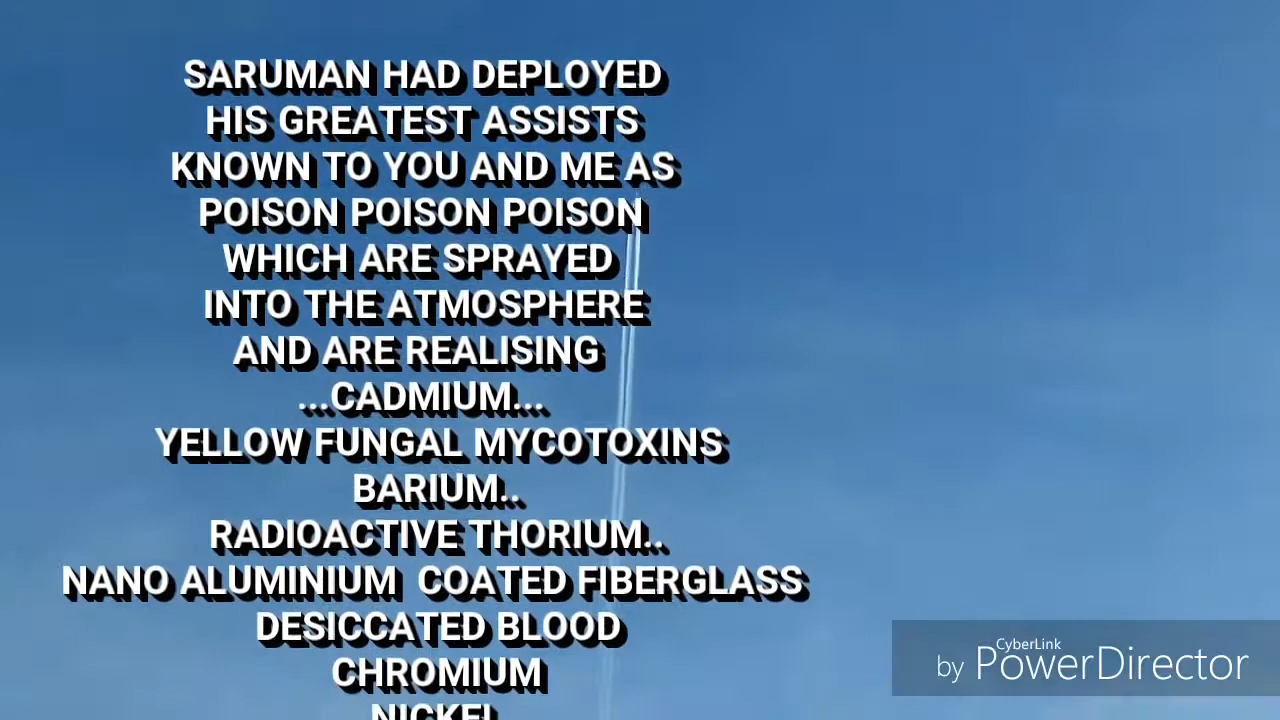 SARUMAN HAD DEPLOYED
HIS GREATEST ASSISTS
KNOWN TO YOU AND ME AS
POISON POISON POISON
WHICH ARE SPRAYED
INTO THE ATMOSPHERE
AND ARE REALISING
...CADMIUM...
YELLOW FUNGAL MYCOTOXINS
BARIUM..
RADIOACTIVE THORIUM..
NANO ALUMINIUM COATED FIBERGLASS
DESICCATED BLOOD
CHROMIUM
NICKEL
CyberLink
by PowerDirector